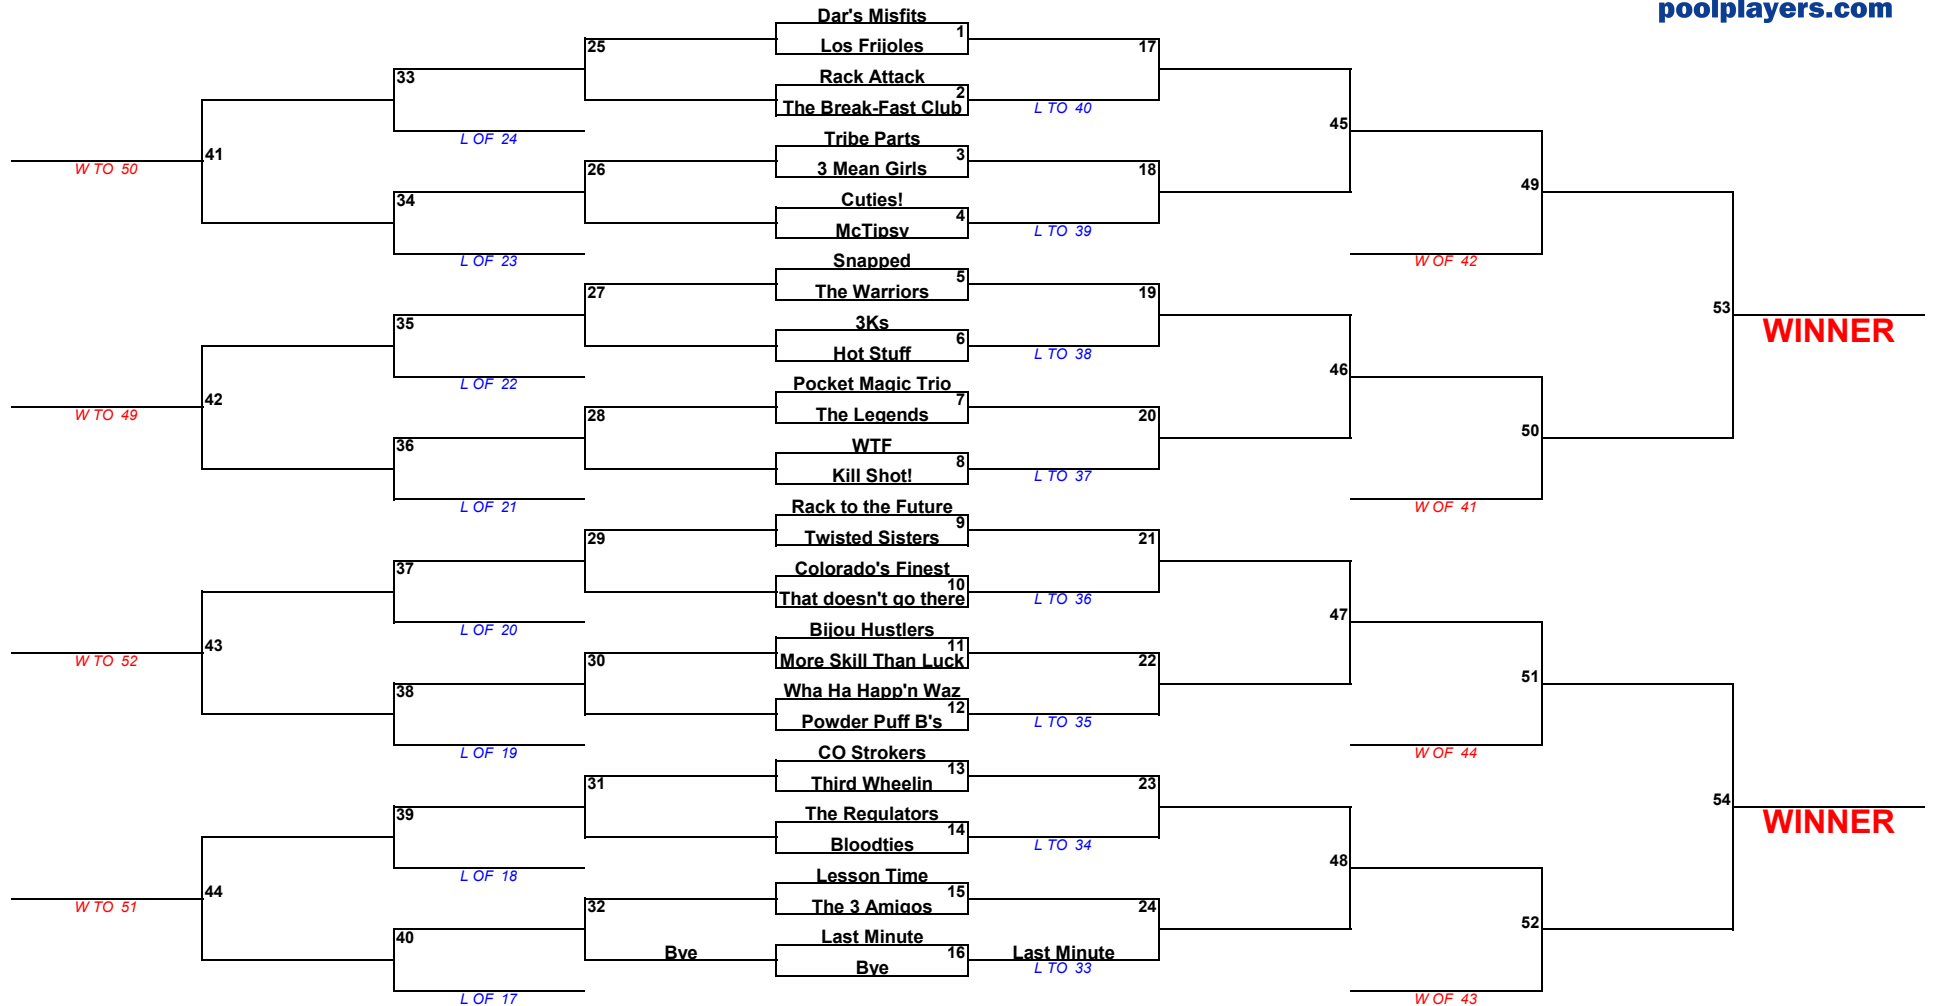 poolplayers.com
Dar's Misfits
1
25
Los Frijoles
17
33
Rack Attack
2
The Break-Fast Club
L TO 40
45
L OF 24
Tribe Parts
41
3
W TO 50
26
3 Mean Girls
18
34
Cuties!
49
4
McTipsy
L TO 39
L OF 23
Snapped
W OF 42
5
27
The Warriors
19
53
35
3Ks
WINNER
6
Hot Stuff
L TO 38
46
L OF 22
Pocket Magic Trio
42
7
W TO 49
28
The Legends
20
36
WTF
50
8
Kill Shot!
L TO 37
L OF 21
Rack to the Future
W OF 41
9
29
Twisted Sisters
21
37
Colorado's Finest
10
That doesn't go there
L TO 36
47
L OF 20
Bijou Hustlers
43
11
W TO 52
30
More Skill Than Luck
22
38
Wha Ha Happ'n Waz
51
12
Powder Puff B's
L TO 35
L OF 19
CO Strokers
W OF 44
13
31
Third Wheelin
23
54
39
The Regulators
WINNER
14
Bloodties
L TO 34
48
L OF 18
Lesson Time
44
15
W TO 51
32
The 3 Amigos
24
40
Last Minute
52
Bye
16
Last Minute
Bye
L TO 33
L OF 17
W OF 43